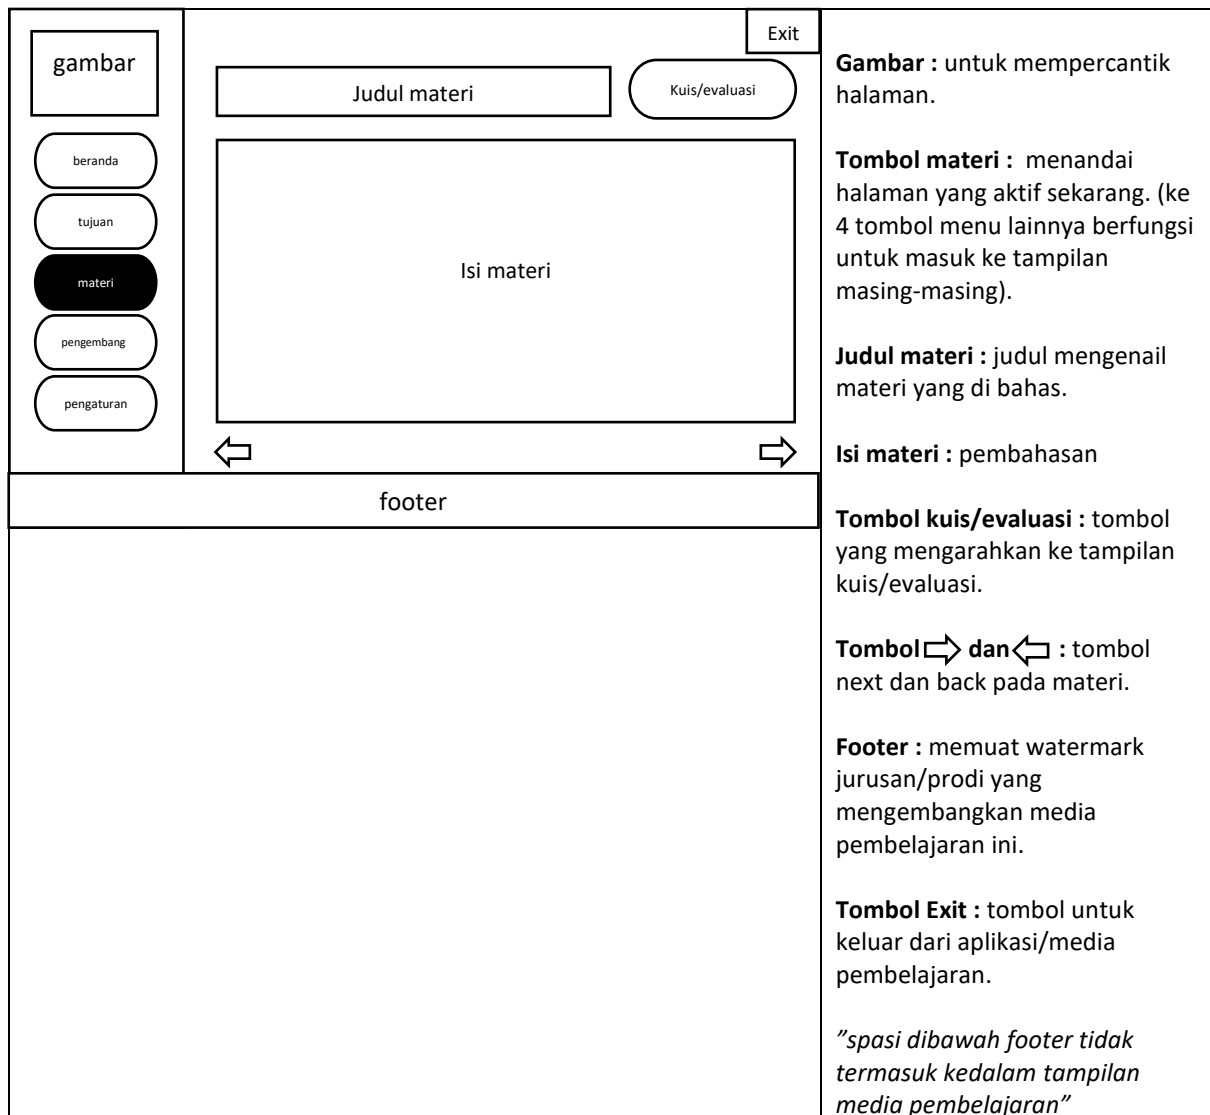 Exit
gambar
Judul materi
Kuis/evaluasi
beranda
tujuan
materi
pengembang
pengaturan
Isi materi
footer
Gambar : untuk mempercantik
halaman.
Tombol materi : menandai
halaman yang aktif sekarang. (ke
4 tombol menu lainnya berfungsi
untuk masuk ke tampilan
masing-masing).
Judul materi : judul mengenail
materi yang di bahas.
Isi materi : pembahasan
Tombol kuis/evaluasi : tombol
yang mengarahkan ke tampilan
kuis/evaluasi.
Tombol dan : tombol
next dan back pada materi.
Footer : memuat watermark
jurusan/prodi yang
mengembangkan media
pembelajaran ini.
Tombol Exit : tombol untuk
keluar dari aplikasi/media
pembelajaran.
”spasi dibawah footer tidak
termasuk kedalam tampilan
media pembelajaran”